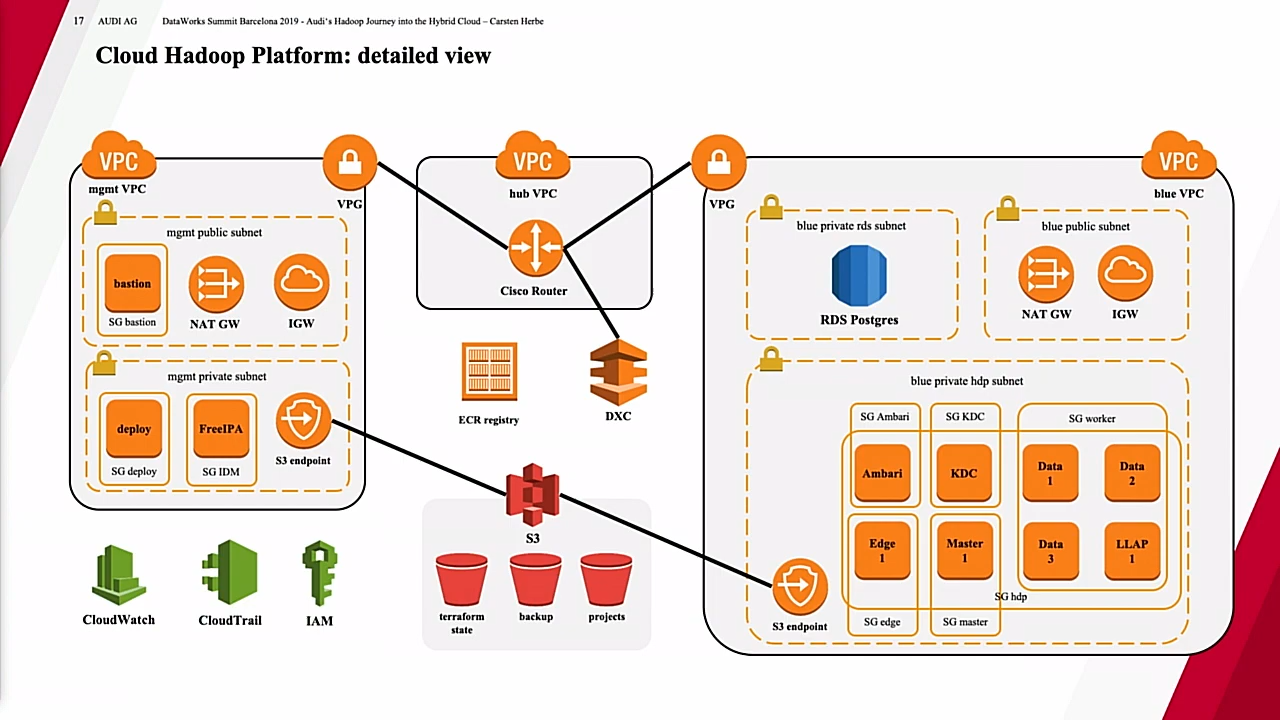 17 AUDI AG DataWorks Summit Barcelona 2019 - Audi's Hadoop Journey into the Hybrid Cloud – Carsten Herbe
Cloud Hadoop Platform: detailed view
VPC
mgmt VPC
VPG
mgmt public subnet
bastion
SG bastion
NAT GW
IGW
mgmt private subnet
deploy
SG deploy
FreeIPA
SG IDM
S3 endpoint
CloudWatch
CloudTrail
IAM
VPC
hub VPC
Cisco Router
ECR registry
DXC
S3
terraform
state
backup
projects
VPG
VPC
blue VPC
blue private rds subnet
RDS Postgres
blue public subnet
NAT GW
IGW
blue private hdp subnet
SG Ambari
SG KDC
SG worker
Ambari
KDC
Data
1
Data
2
Edge
1
Master
1
Data
3
LLAP
1
SG hdp
SG edge
SG master
S3 endpoint